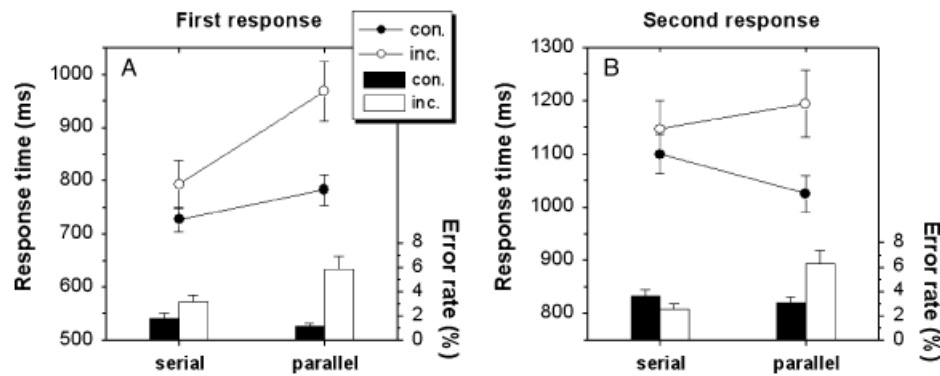 First response
Second response
con.
inc.
con.
inc.
A
B
Response time (ms)
1000
900
800
700
600
500
Error rate (%)
8
6
4
2
0
serial
parallel
Response time (ms)
1300
1200
1100
1000
900
800
Error rate (%)
8
6
4
2
0
serial
parallel